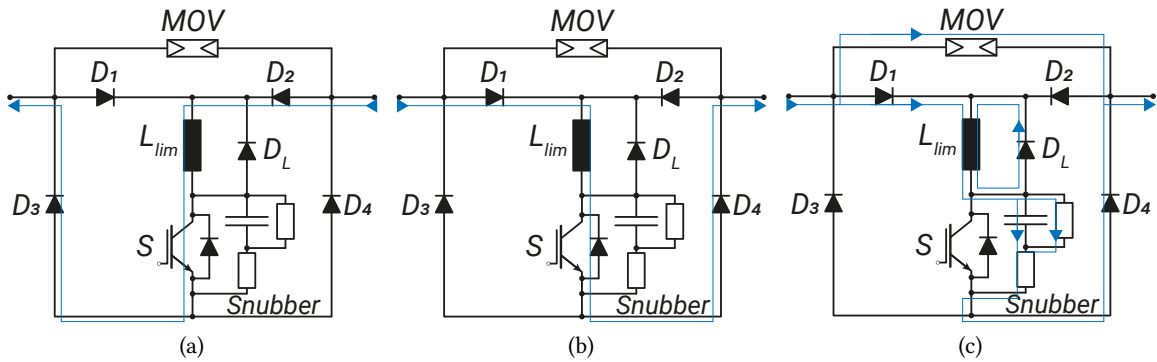 MOV
D1
D2
Llim
DL
D3
D4
S
Snubber
(a)
MOV
D1
D2
Llim
DL
D3
D4
S
Snubber
(b)
MOV
D1
D2
Llim
DL
D3
D4
S
Snubber
(c)